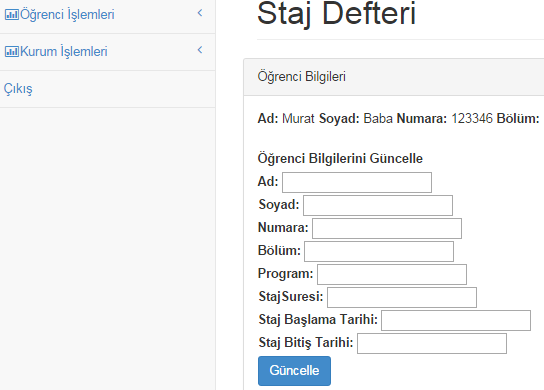 Öğrenci İşlemleri
Kurum İşlemleri
Çıkış
Staj Defteri
Öğrenci Bilgileri
Ad: Murat Soyad: Baba Numara: 123346 Bölüm:
Öğrenci Bilgilerini Güncelle
Ad:
Soyad:
Numara:
Bölüm:
Program:
StajSuresi:
Staj Başlama Tarihi:
Staj Bitiş Tarihi:
Güncelle